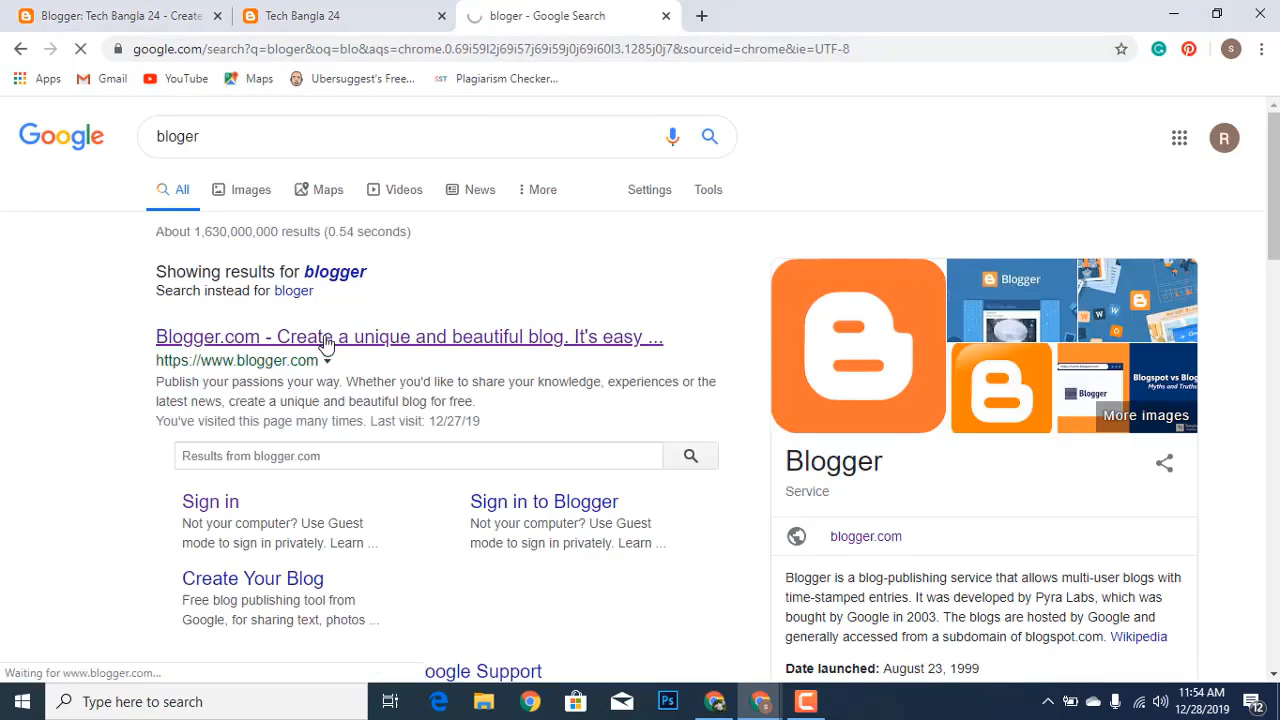 Blogger: Tech Bangla 24 - Create
Tech Bangla 24
bloger - Google Search
google.com/search?q=bloger&oq=blo&aqs=chrome.0.69i59l2j69i57j69i59j0j69i60l3.1285j0j7&sourceid=chrome&ie=UTF-8
Apps
Gmail
YouTube
Maps
Ubersuggest's Free...
SST
Plagiarism Checker...
Google
bloger
R
All
Images
Maps
Videos
News
More
Settings
Tools
About 1,630,000,000 results (0.54 seconds)
Showing results for blogger
Search instead for bloger
Blogger.com - Create a unique and beautiful blog. It's easy ...
https://www.blogger.com
Publish your passions your way. Whether you'd like to share your knowledge, experiences or the
latest news, create a unique and beautiful blog for free.
You've visited this page many times. Last visit: 12/27/19
Results from blogger.com
Sign in
Not your computer? Use Guest
mode to sign in privately. Learn ...
Sign in to Blogger
Not your computer? Use Guest
mode to sign in privately. Learn ...
Create Your Blog
Free blog publishing tool from
Google, for sharing text, photos ...
oogle Support
Blogger
Blogger
Blogspot vs Blo
Myths and Truths
More images
Blogger
Service
blogger.com
Blogger is a blog-publishing service that allows multi-user blogs with
time-stamped entries. It was developed by Pyra Labs, which was
bought by Google in 2003. The blogs are hosted by Google and
generally accessed from a subdomain of blogspot.com. Wikipedia
Date launched: August 23, 1999
Waiting for www.blogger.com...
Type here to search
Ps
11:54 AM
12/28/2019
12